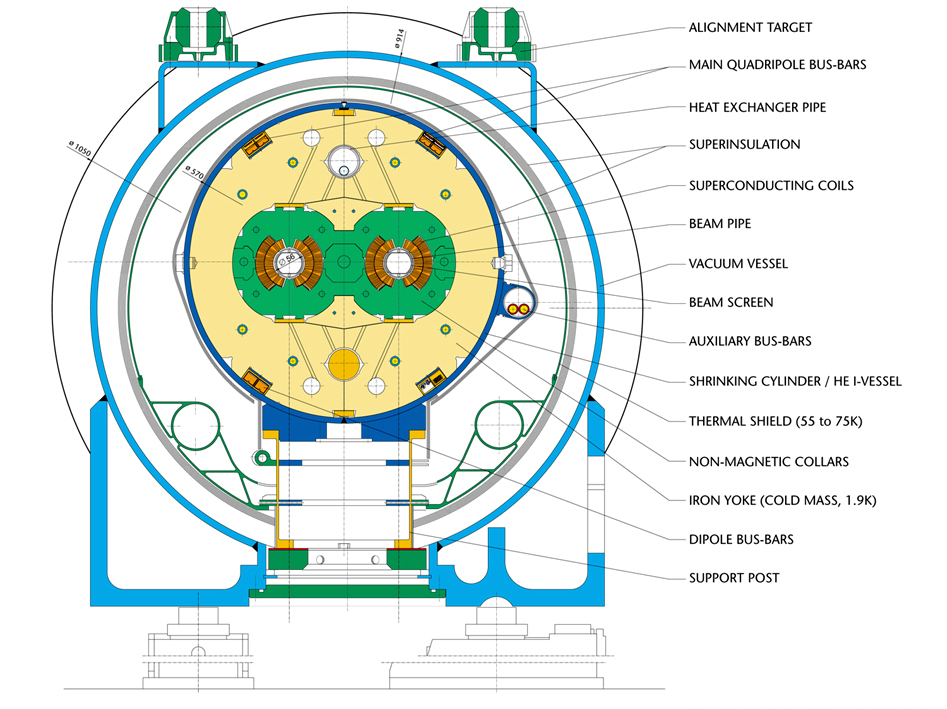 ALIGNMENT TARGET
ø 914
MAIN QUADRIPOLE BUS-BARS
HEAT EXCHANGER PIPE
ø 1050
SUPERINSULATION
ø 570
SUPERCONDUCTING COILS
BEAM PIPE
ø 56
VACUUM VESSEL
BEAM SCREEN
AUXILIARY BUS-BARS
SHRINKING CYLINDER / HE I-VESSEL
THERMAL SHIELD (55 to 75K)
NON-MAGNETIC COLLARS
IRON YOKE (COLD MASS, 1.9K)
DIPOLE BUS-BARS
SUPPORT POST